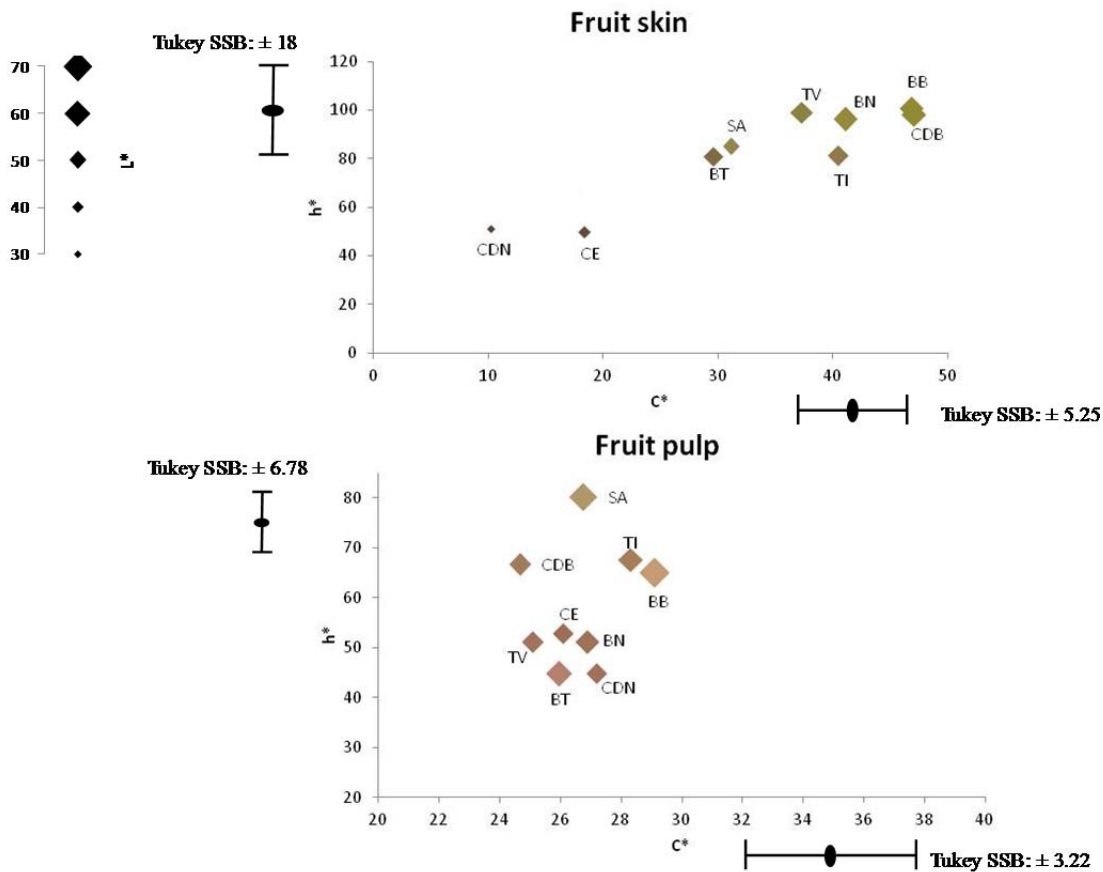 Fruit skin
Tukey SSB: ± 18
70
60
50
40
30
L*
120
100
80
60
40
20
0
h*
BB
TV
BN
CDB
SA
BT
TI
CDN
CE
0 10 20 30 40 50
C*
Tukey SSB: ± 5.25
Fruit pulp
Tukey SSB: ± 6.78
80
70
60
50
40
30
20
h*
SA
TI
CDB
BB
CE
BN
TV
BT
CDN
20 22 24 26 28 30 32 34 36 38 40
C*
Tukey SSB: ± 3.22